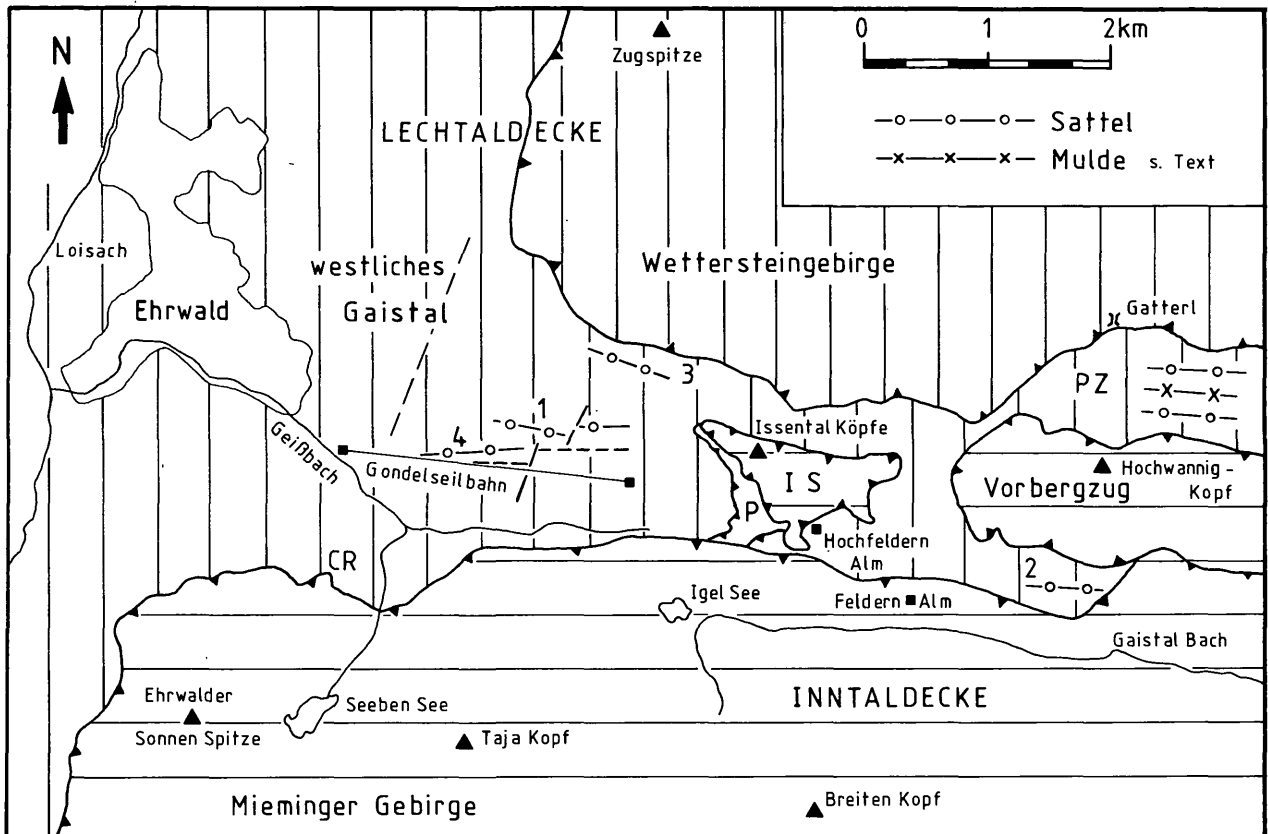 N
Zugspitze
0 1 2km
Sattel
Mulde s. Text
LECHTALDECKE
Loisach
westliches
Gaistal
Wettersteingebirge
Ehrwald
Gatterl
3
PZ
1
4
Issental Köpfe
Geißbach
Gondelseilbahn
IS
Vorbergzug
Hochwannig-
Kopf
P
Hochfeldern
Alm
CR
2
Igel See
Feldern Alm
Gaistal Bach
Ehrwalder
Sonnen Spitze
Seeben See
INNTALDECKE
Taja Kopf
Mieminger Gebirge
Breiten Kopf